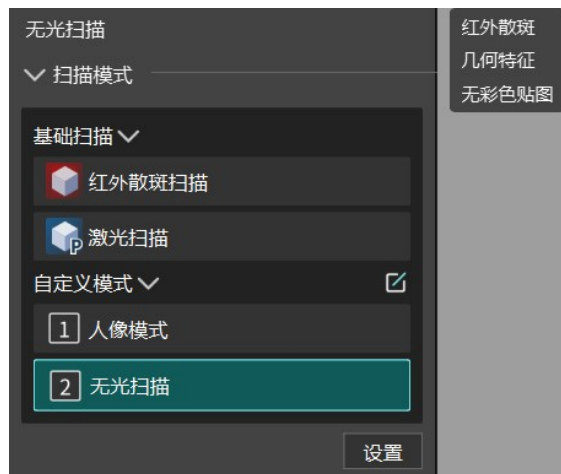 无光扫描
扫描模式
基础扫描
红外散斑扫描
P
激光扫描
自定义模式
1 人像模式
2 无光扫描
设置
红外散斑
几何特征
无彩色贴图